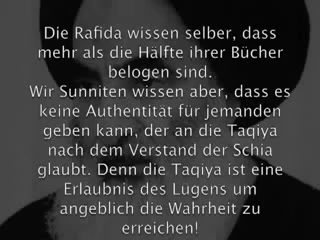 Die Rafida wissen selber, dass
mehr als die Hälfte ihrer Bücher
belogen sind.
Wir Sunniten wissen aber, dass es
keine Authentität für jemanden
geben kann, der an die Taqiya
nach dem Verstand der Schia
glaubt. Denn die Taqiya ist eine
Erlaubnis des Lugens um
angeblich die Wahrheit zu
erreichen!